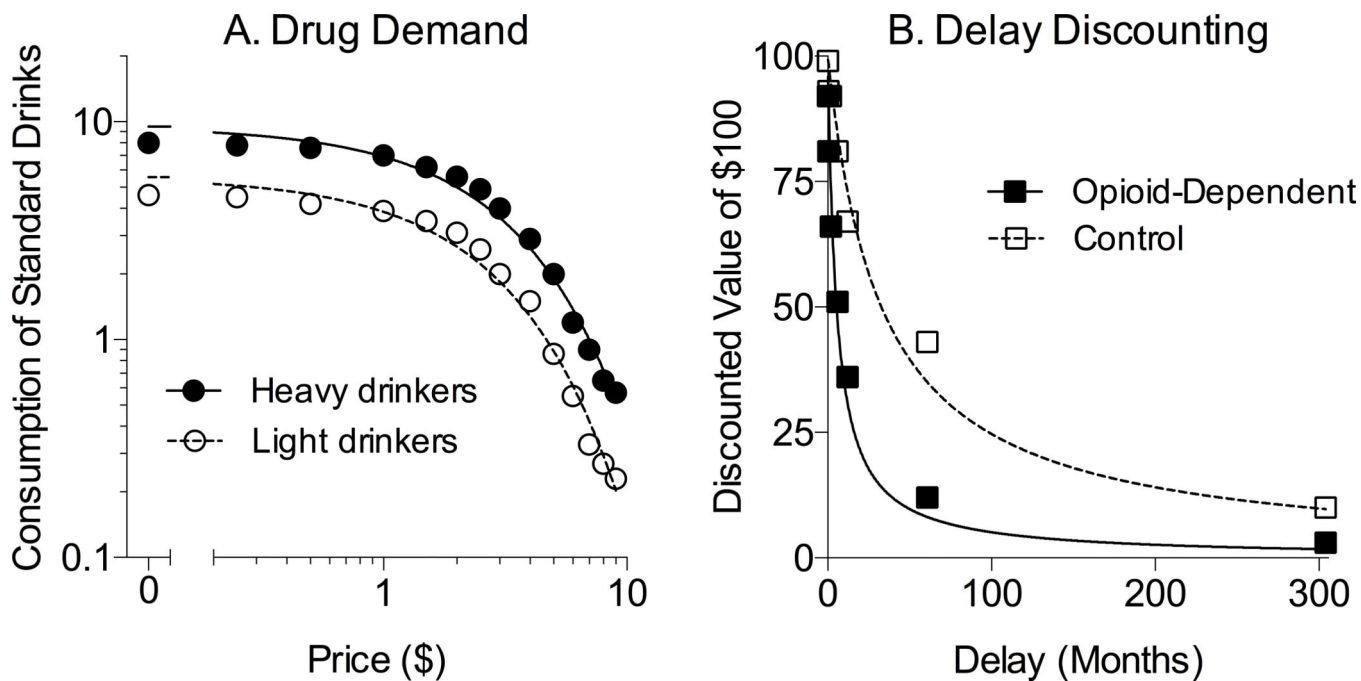 A. Drug Demand
Consumption of Standard Drinks
10
1
0.1
Heavy drinkers
Light drinkers
0
1
10
Price ($)
B. Delay Discounting
Discounted Value of $100
100
75
50
25
0
Opioid-Dependent
Control
0
100
200
300
Delay (Months)